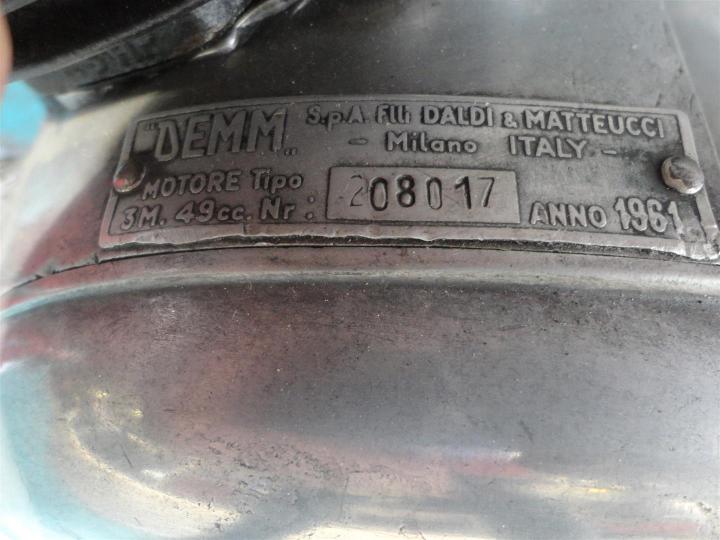 "DEMM„ S.p.A. Flli DALDI & MATTEUCCI
- Milano ITALY -
MOTORE Tipo
3M. 49cc. Nr: 208017 ANNO 1961